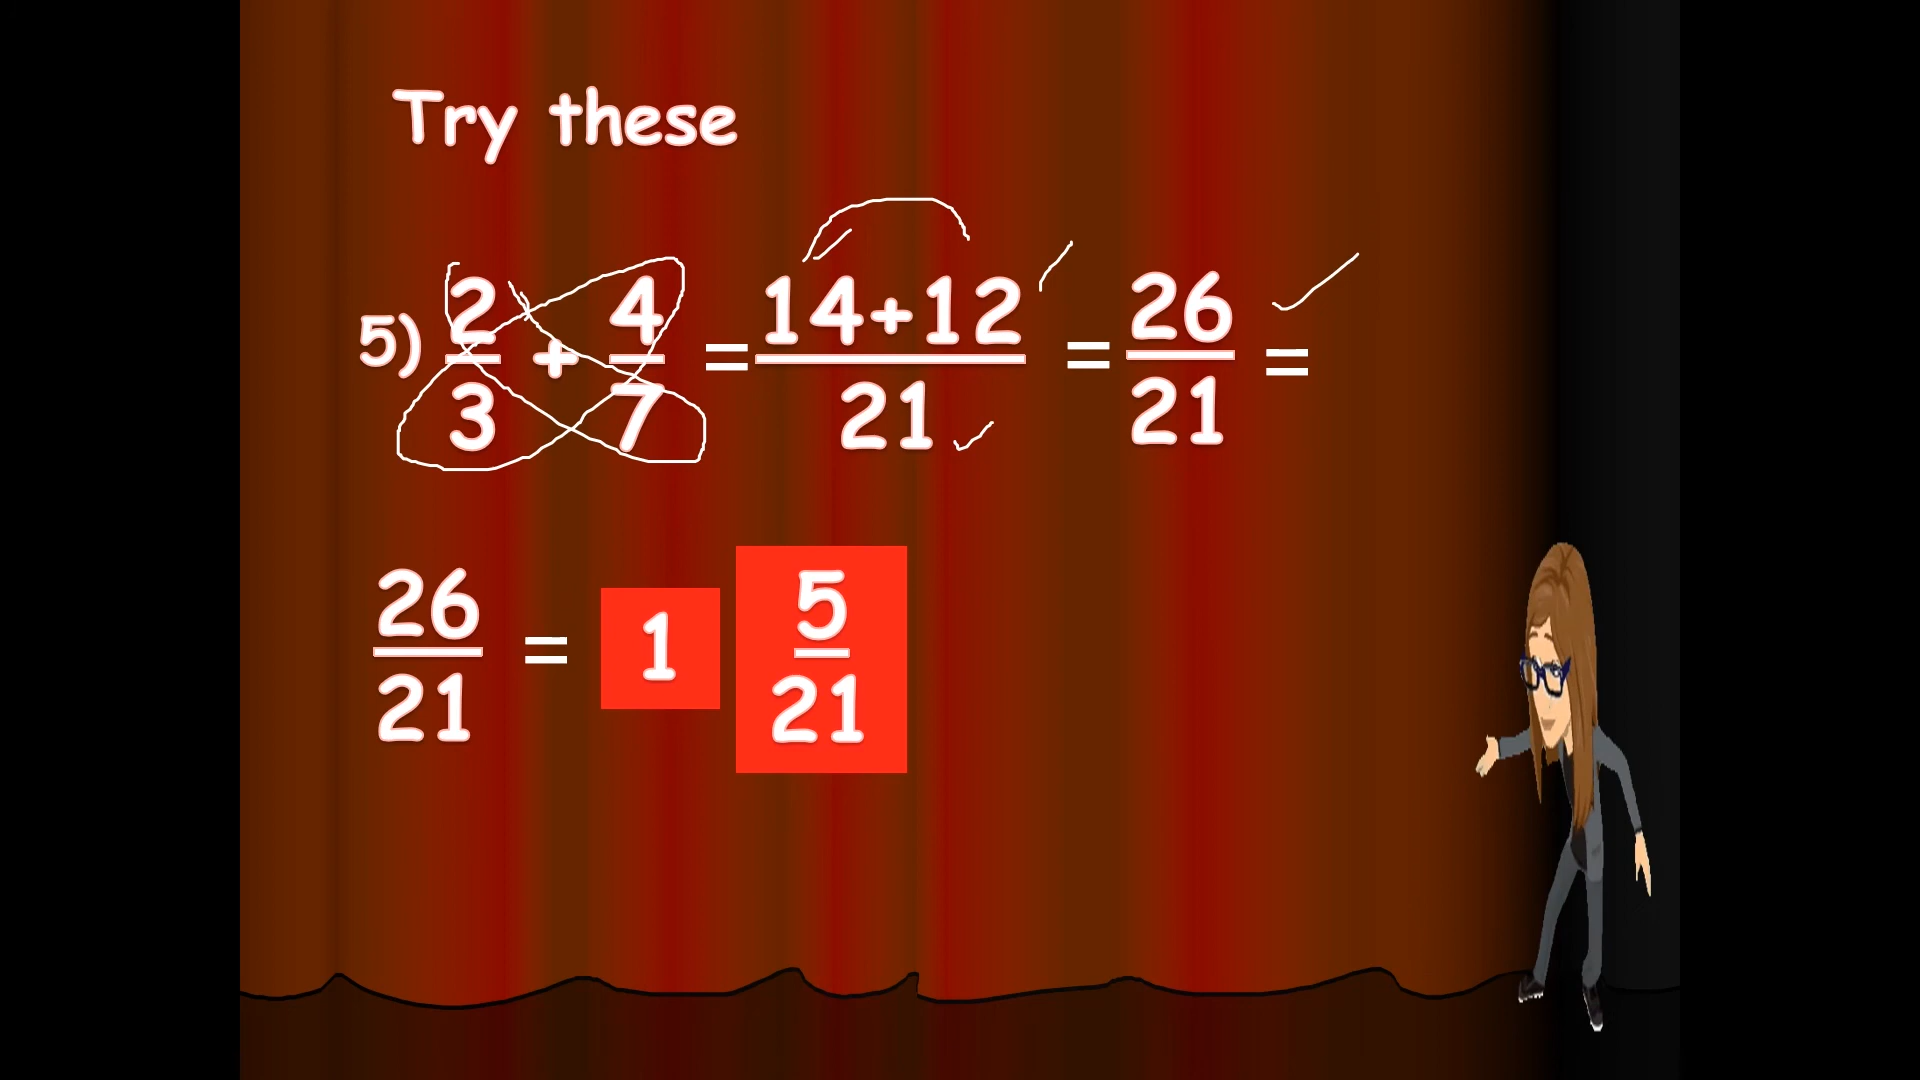 Try these
5) 2/3 + 4/7 = 14+12/21 = 26/21 =
26/21 = 1 5/21